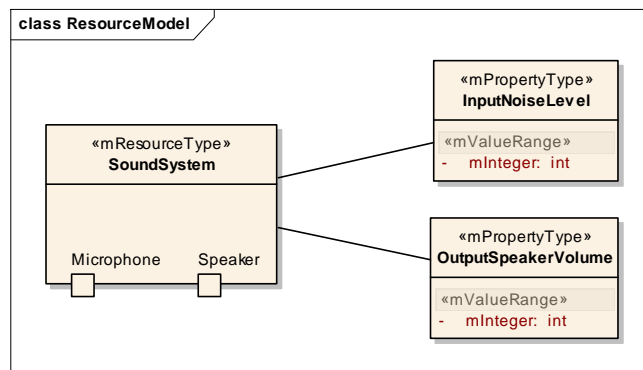 class ResourceModel
«mResourceType»
SoundSystem
Microphone Speaker
«mPropertyType»
InputNoiseLevel
«mValueRange»
- mInteger: int
«mPropertyType»
OutputSpeakerVolume
«mValueRange»
- mInteger: int